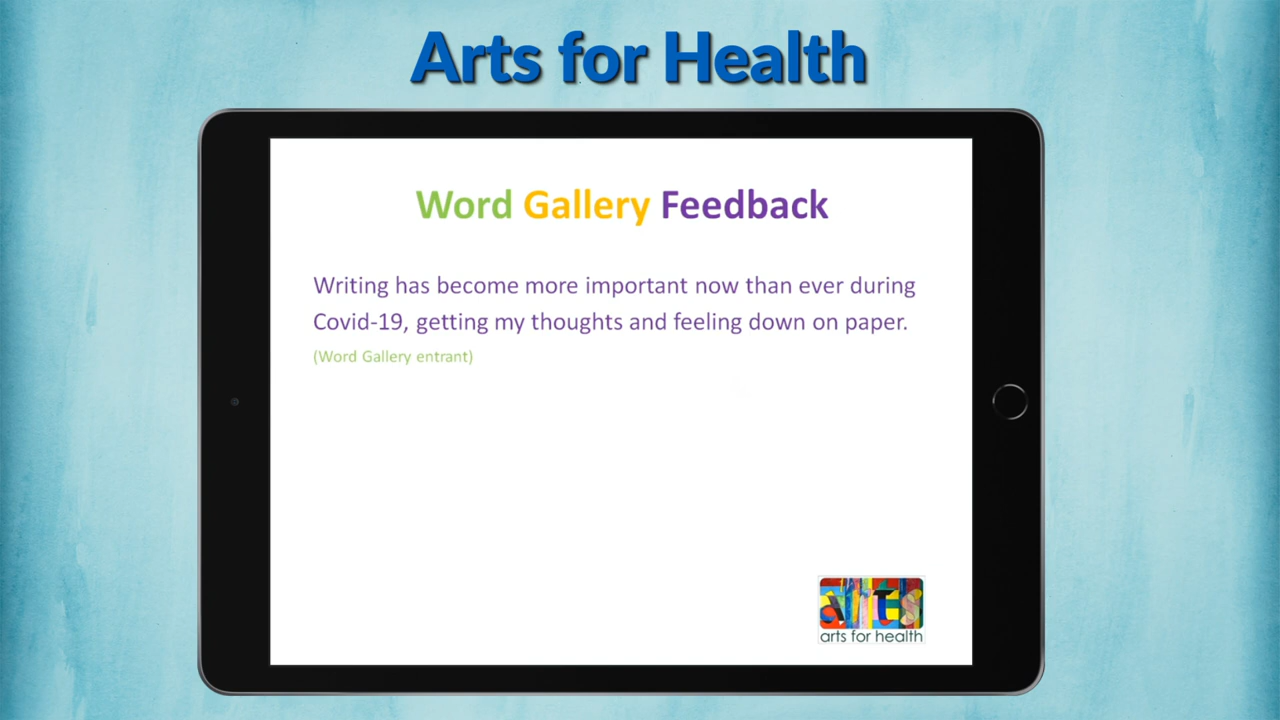 Arts for Health
Word Gallery Feedback
Writing has become more important now than ever during
Covid-19, getting my thoughts and feeling down on paper.
(Word Gallery entrant)
arts
arts for health